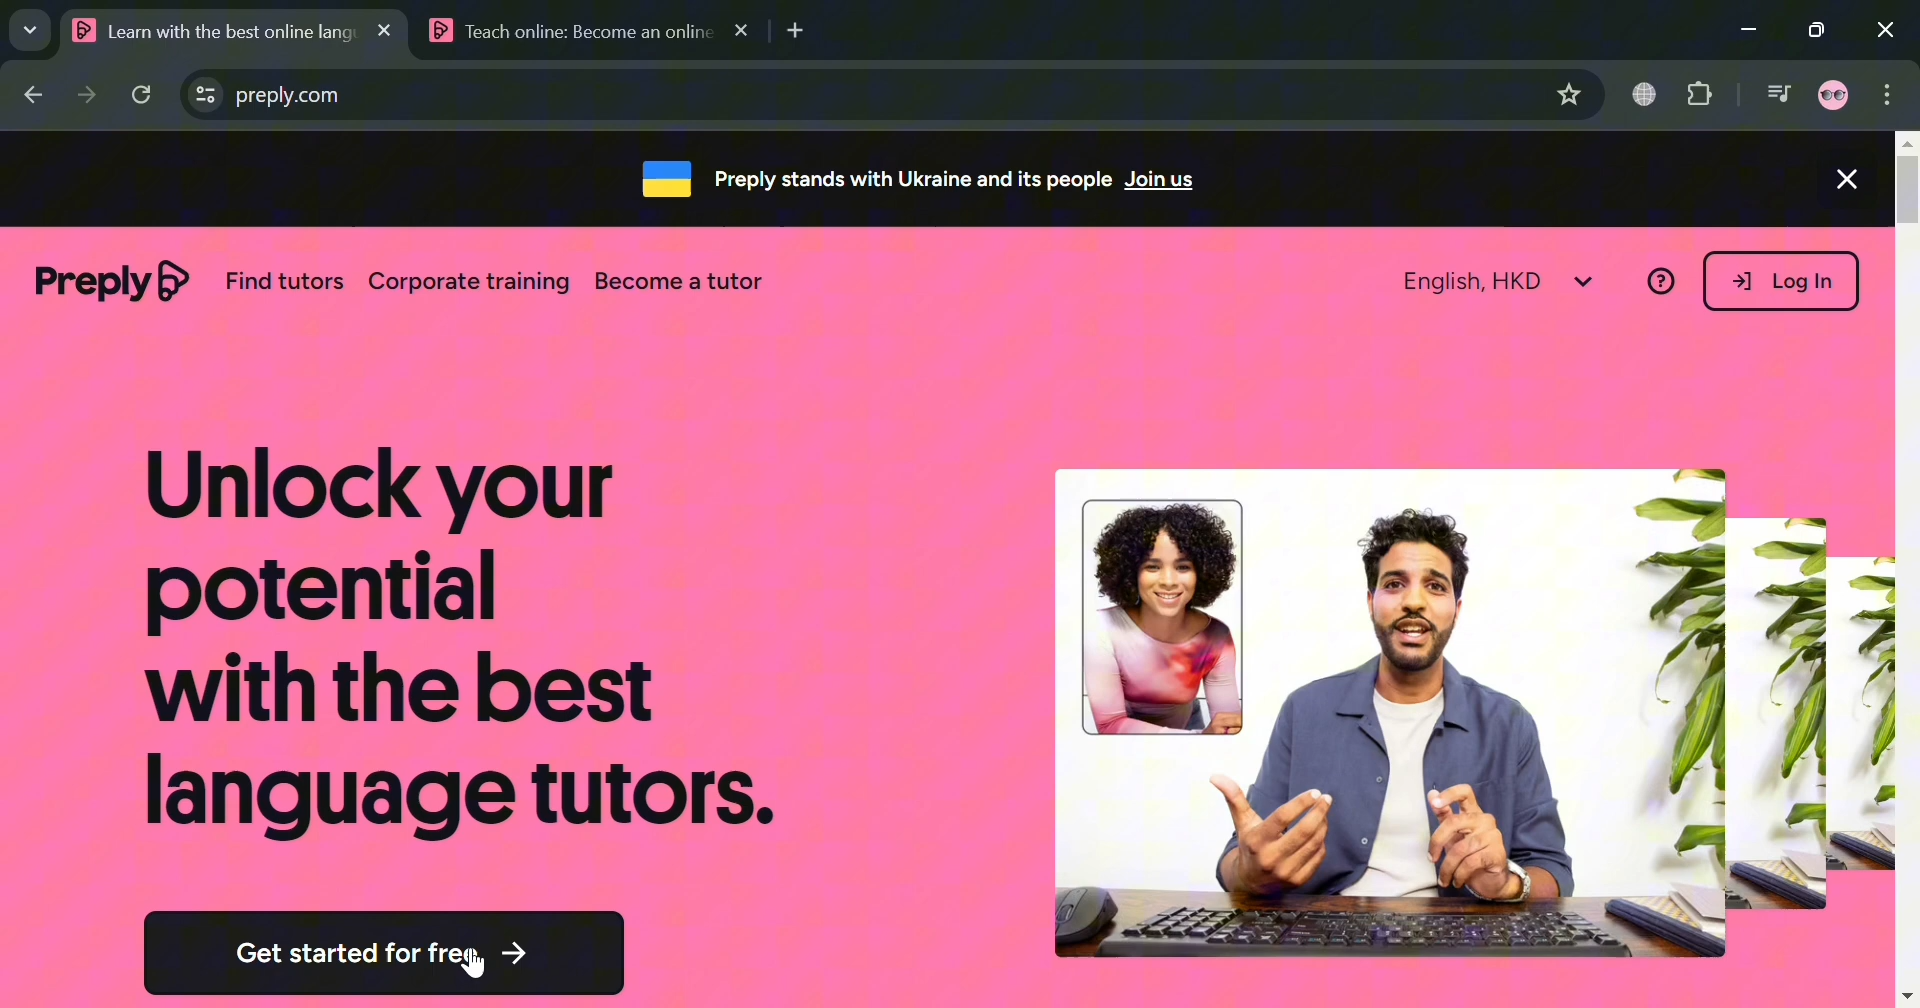 Learn with the best online lang
Teach online: Become an online
preply.com
Preply stands with Ukraine and its people Join us
Preply
Find tutors
Corporate training
Become a tutor
English, HKD
Log In
Unlock your
potential
with the best
language tutors.
Get started for free